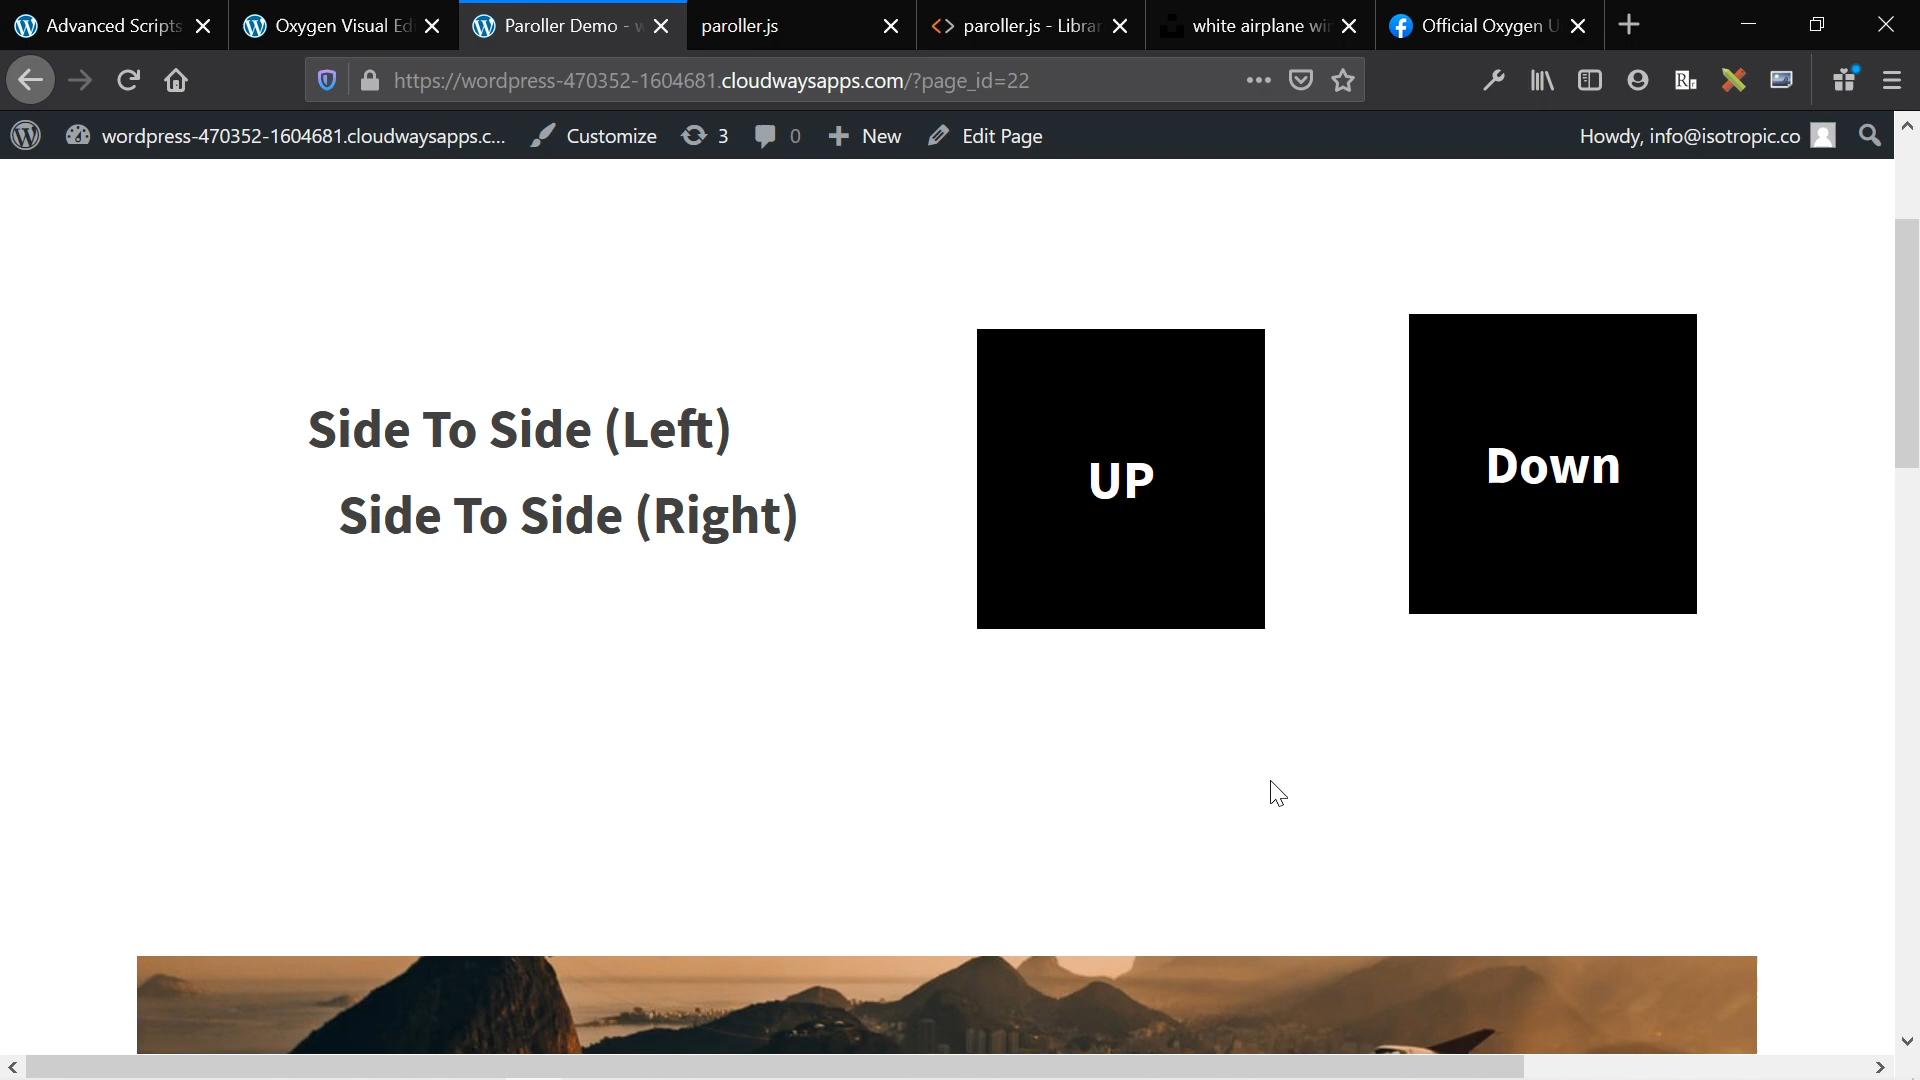 Advanced Scripts
Oxygen Visual Ed
Paroller Demo - w
paroller.js
paroller.js - Librar
white airplane wi
Official Oxygen U
https://wordpress-470352-1604681.cloudwaysapps.com/?page_id=22
wordpress-470352-1604681.cloudwaysapps.c...
Customize
3
0
New
Edit Page
Howdy, info@isotropic.co
Side To Side (Left)
Side To Side (Right)
UP
Down